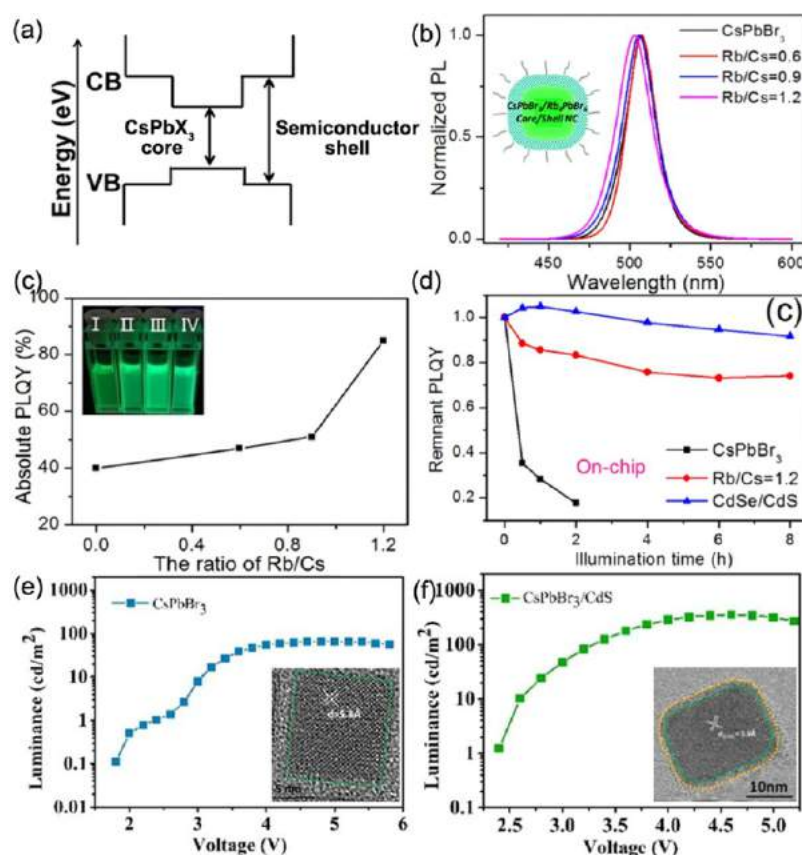 (a)
Energy (eV)
CB
VB
CsPbX3
core
Semiconductor
shell
(b)
Normalized PL
1.0
0.5
0.0
CsPbBr3/Rb4PbBr6
Core/Shell NC
CsPbBr3
Rb/Cs=0.6
Rb/Cs=0.9
Rb/Cs=1.2
450 500 550 600
Wavelength (nm)
(c)
Absolute PLQY (%)
100
80
60
40
20
I II III IV
0.0 0.4 0.8 1.2
The ratio of Rb/Cs
(d)
(c)
Remnant PLQY
1.0
0.8
0.6
0.4
0.2
On-chip
CsPbBr3
Rb/Cs=1.2
CdSe/CdS
0 2 4 6 8
Illumination time (h)
(e)
Luminance (cd/m2)
1000
100
10
1
0.1
0.01
CsPbBr3
5 nm
2 3 4 5 6
Voltage (V)
(f)
Luminance (cd/m2)
1000
100
10
1
0.1
CsPbBr3/CdS
10nm
2.5 3.0 3.5 4.0 4.5 5.0
Voltage (V)